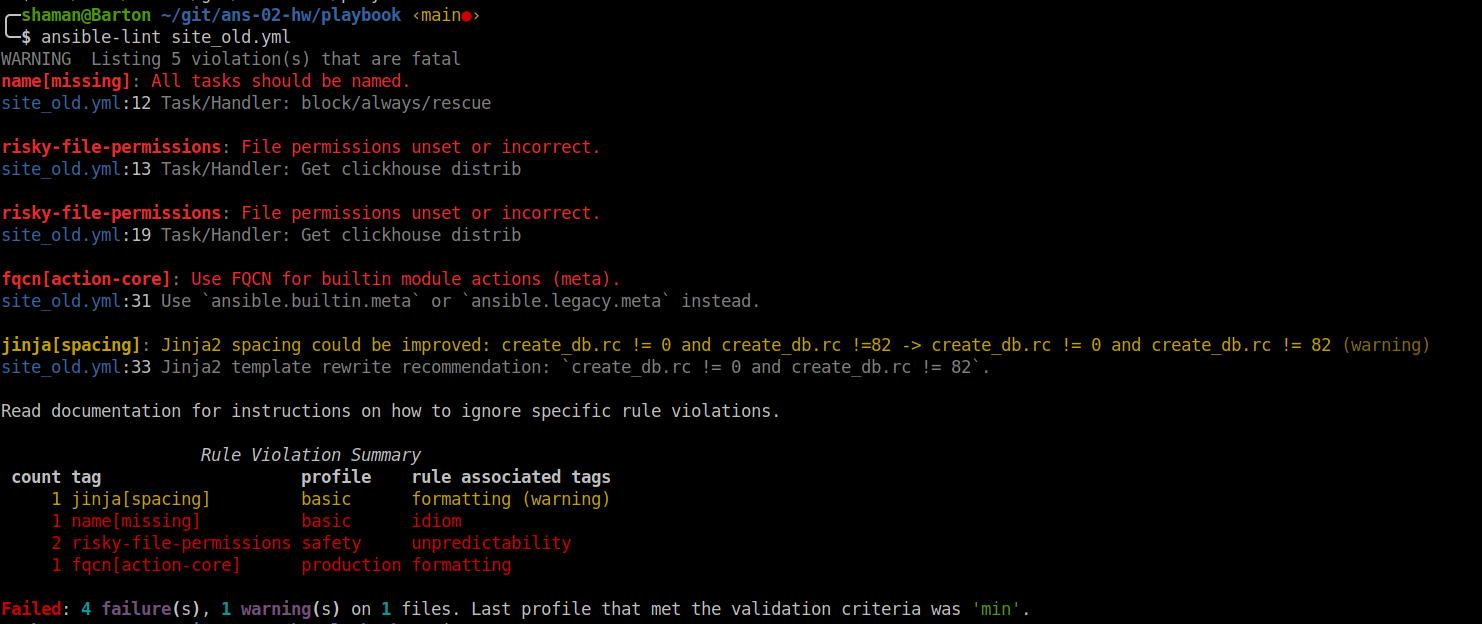 shaman@Barton ~/git/ans-02-hw/playbook ‹main●›
$ ansible-lint site_old.yml
WARNING  Listing 5 violation(s) that are fatal
name[missing]: All tasks should be named.
site_old.yml:12 Task/Handler: block/always/rescue
risky-file-permissions: File permissions unset or incorrect.
site_old.yml:13 Task/Handler: Get clickhouse distrib
risky-file-permissions: File permissions unset or incorrect.
site_old.yml:19 Task/Handler: Get clickhouse distrib
fqcn[action-core]: Use FQCN for builtin module actions (meta).
site_old.yml:31 Use `ansible.builtin.meta` or `ansible.legacy.meta` instead.
jinja[spacing]: Jinja2 spacing could be improved: create_db.rc != 0 and create_db.rc !=82 -> create_db.rc != 0 and create_db.rc != 82 (warning)
site_old.yml:33 Jinja2 template rewrite recommendation: `create_db.rc != 0 and create_db.rc != 82`.
Read documentation for instructions on how to ignore specific rule violations.
Rule Violation Summary
count tag profile rule associated tags
1 jinja[spacing] basic formatting (warning)
1 name[missing] basic idiom
2 risky-file-permissions safety unpredictability
1 fqcn[action-core] production formatting
Failed: 4 failure(s), 1 warning(s) on 1 files. Last profile that met the validation criteria was 'min'.